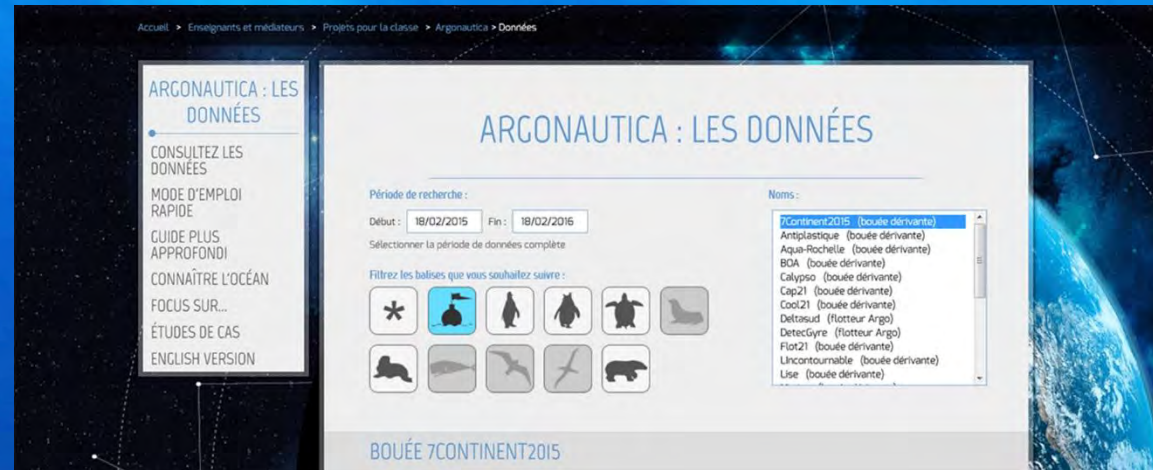 Accueil > Enseignants et médiateurs > Projets pour la classe > Argonautica > Données
ARGONAUTICA : LES
DONNÉES
CONSULTEZ LES
DONNÉES
MODE D'EMPLOI
RAPIDE
GUIDE PLUS
APPROFONDI
CONNAÎTRE L'OCÉAN
FOCUS SUR...
ÉTUDES DE CAS
ENGLISH VERSION
ARGONAUTICA : LES DONNÉES
Période de recherche :
Début : 18/02/2015 Fin : 18/02/2016
Sélectionner la période de données complète
Filtrez les balises que vous souhaitez suivre :
Noms :
7Continent2015 (bouée dérivante)
Antiplastique (bouée dérivante)
Aqua-Rochelle (bouée dérivante)
BOA (bouée dérivante)
Calypso (bouée dérivante)
Cap21 (bouée dérivante)
Cool21 (bouée dérivante)
Deltasud (flotteur Argo)
DetecGyre (flotteur Argo)
Flot21 (bouée dérivante)
LIncontournable (bouée dérivante)
Lise (bouée dérivante)
BOUÉE 7CONTINENT2015